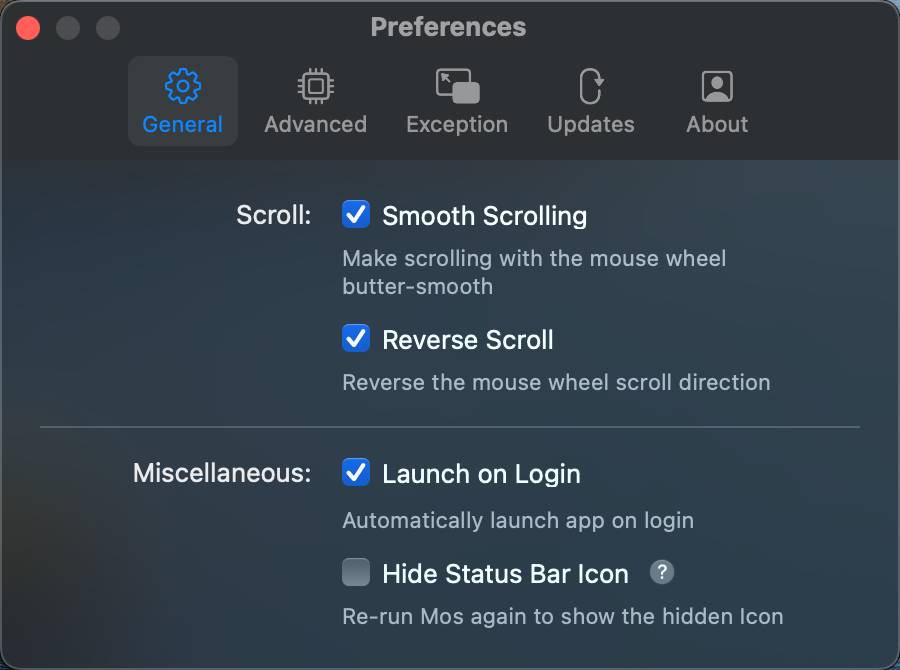 Preferences
General
Advanced
Exception
Updates
About
Scroll:
Smooth Scrolling
Make scrolling with the mouse wheel
butter-smooth
Reverse Scroll
Reverse the mouse wheel scroll direction
Miscellaneous:
Launch on Login
Automatically launch app on login
Hide Status Bar Icon ?
Re-run Mos again to show the hidden Icon